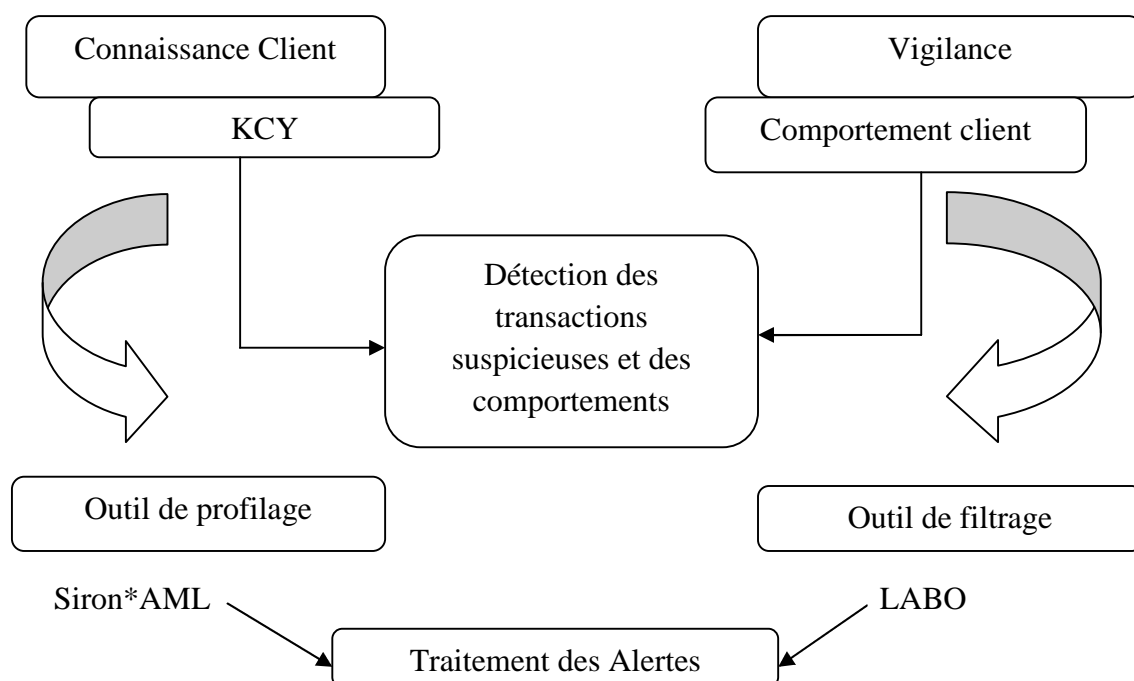 Connaissance Client
KCY
Vigilance
Comportement client
Détection des
transactions
suspicieuses et des
comportements
Outil de profilage
Outil de filtrage
Siron*AML
LABO
Traitement des Alertes